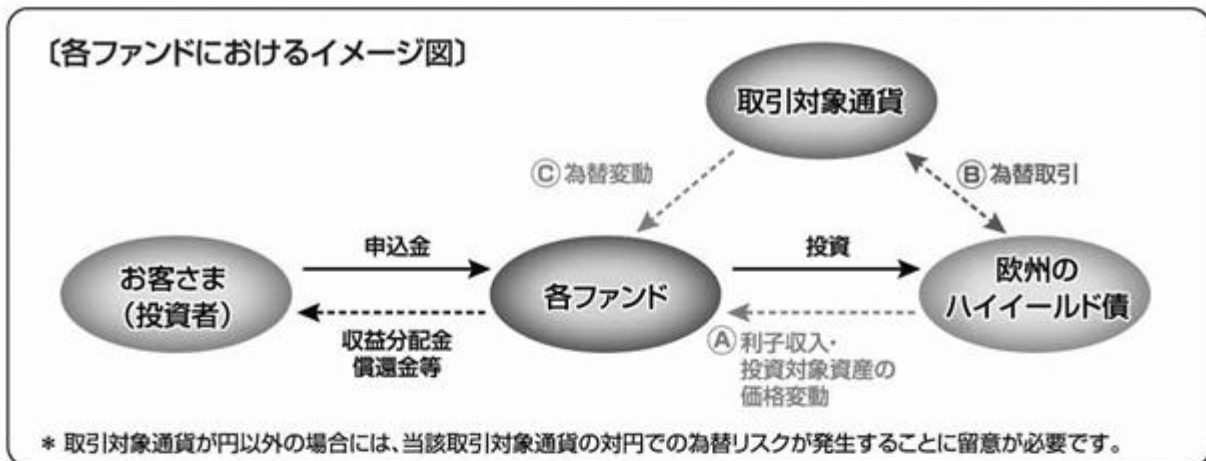 〔各ファンドにおけるイメージ図〕
取引対象通貨
Ⓒ為替変動
Ⓑ為替取引
申込金
投資
お客さま
（投資者）
各ファンド
欧州の
ハイイールド債
収益分配金
償還金等
Ⓐ利子収入・
投資対象資産の
価格変動
＊ 取引対象通貨が円以外の場合には、当該取引対象通貨の対円での為替リスクが発生することに留意が必要です。